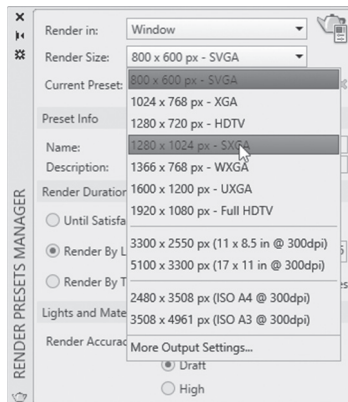 Render in: Window
Render Size: 800 x 600 px - SVGA
Current Preset:
800 x 600 px - SVGA
1024 x 768 px - XGA
1280 x 720 px - HDTV
1280 x 1024 px - SXGA
1366 x 768 px - WXGA
1600 x 1200 px - UXGA
1920 x 1080 px - Full HDTV
3300 x 2550 px (11 x 8.5 in @ 300dpi)
5100 x 3300 px (17 x 11 in @ 300dpi)
2480 x 3508 px (ISO A4 @ 300dpi)
3508 x 4961 px (ISO A3 @ 300dpi)
More Output Settings...
Preset Info
Name:
Description:
Render Duration
Until Satisfa
Render By L
Render By T
Lights and Mate
Render Accurac
Draft
High
RENDER PRESETS MANAGER